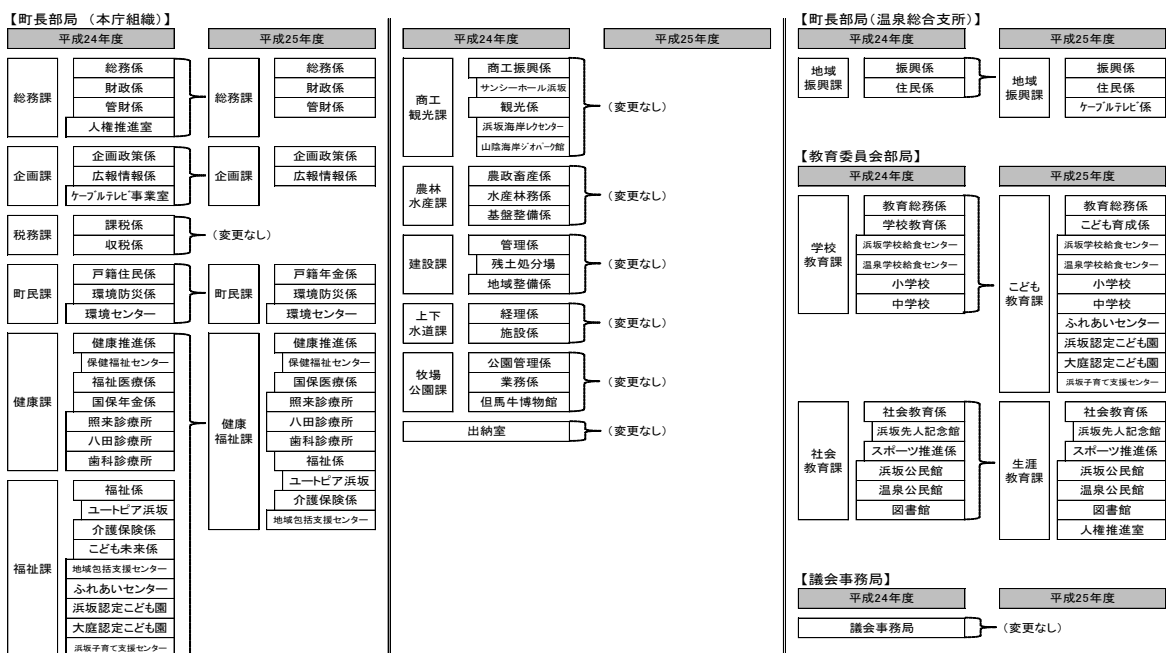 【町長部局 （本庁組織）】
平成24年度
平成25年度
総務課
総務係
財政係
管財係
人権推進室
総務課
総務係
財政係
管財係
企画課
企画政策係
広報情報係
ケーブルテレビ事業室
企画課
企画政策係
広報情報係
税務課
課税係
収税係
（変更なし）
町民課
戸籍住民係
環境防災係
環境センター
町民課
戸籍年金係
環境防災係
環境センター
健康課
健康推進係
保健福祉センター
福祉医療係
国保年金係
照来診療所
八田診療所
歯科診療所
福祉課
福祉係
ユートピア浜坂
介護保険係
こども未来係
地域包括支援センター
ふれあいセンター
浜坂認定こども園
大庭認定こども園
浜坂子育て支援センター
健康
福祉課
健康推進係
保健福祉センター
国保医療係
照来診療所
八田診療所
歯科診療所
福祉係
ユートピア浜坂
介護保険係
地域包括支援センター
平成24年度
平成25年度
商工
観光課
商工振興係
サンシーホール浜坂
観光係
浜坂海岸レクセンター
山陰海岸ジオパーク館
（変更なし）
農林
水産課
農政畜産係
水産林務係
基盤整備係
（変更なし）
建設課
管理係
残土処分場
地域整備係
（変更なし）
上下
水道課
経理係
施設係
（変更なし）
牧場
公園課
公園管理係
業務係
但馬牛博物館
（変更なし）
出納室
（変更なし）
【町長部局（温泉総合支所）】
平成24年度
平成25年度
地域
振興課
振興係
住民係
地域
振興課
振興係
住民係
ケーブルテレビ係
【教育委員会部局】
平成24年度
平成25年度
学校
教育課
教育総務係
学校教育係
浜坂学校給食センター
温泉学校給食センター
小学校
中学校
こども
教育課
教育総務係
こども育成係
浜坂学校給食センター
温泉学校給食センター
小学校
中学校
ふれあいセンター
浜坂認定こども園
大庭認定こども園
浜坂子育て支援センター
社会
教育課
社会教育係
浜坂先人記念館
スポーツ推進係
浜坂公民館
温泉公民館
図書館
生涯
教育課
社会教育係
浜坂先人記念館
スポーツ推進係
浜坂公民館
温泉公民館
図書館
人権推進室
【議会事務局】
平成24年度
平成25年度
議会事務局
（変更なし）